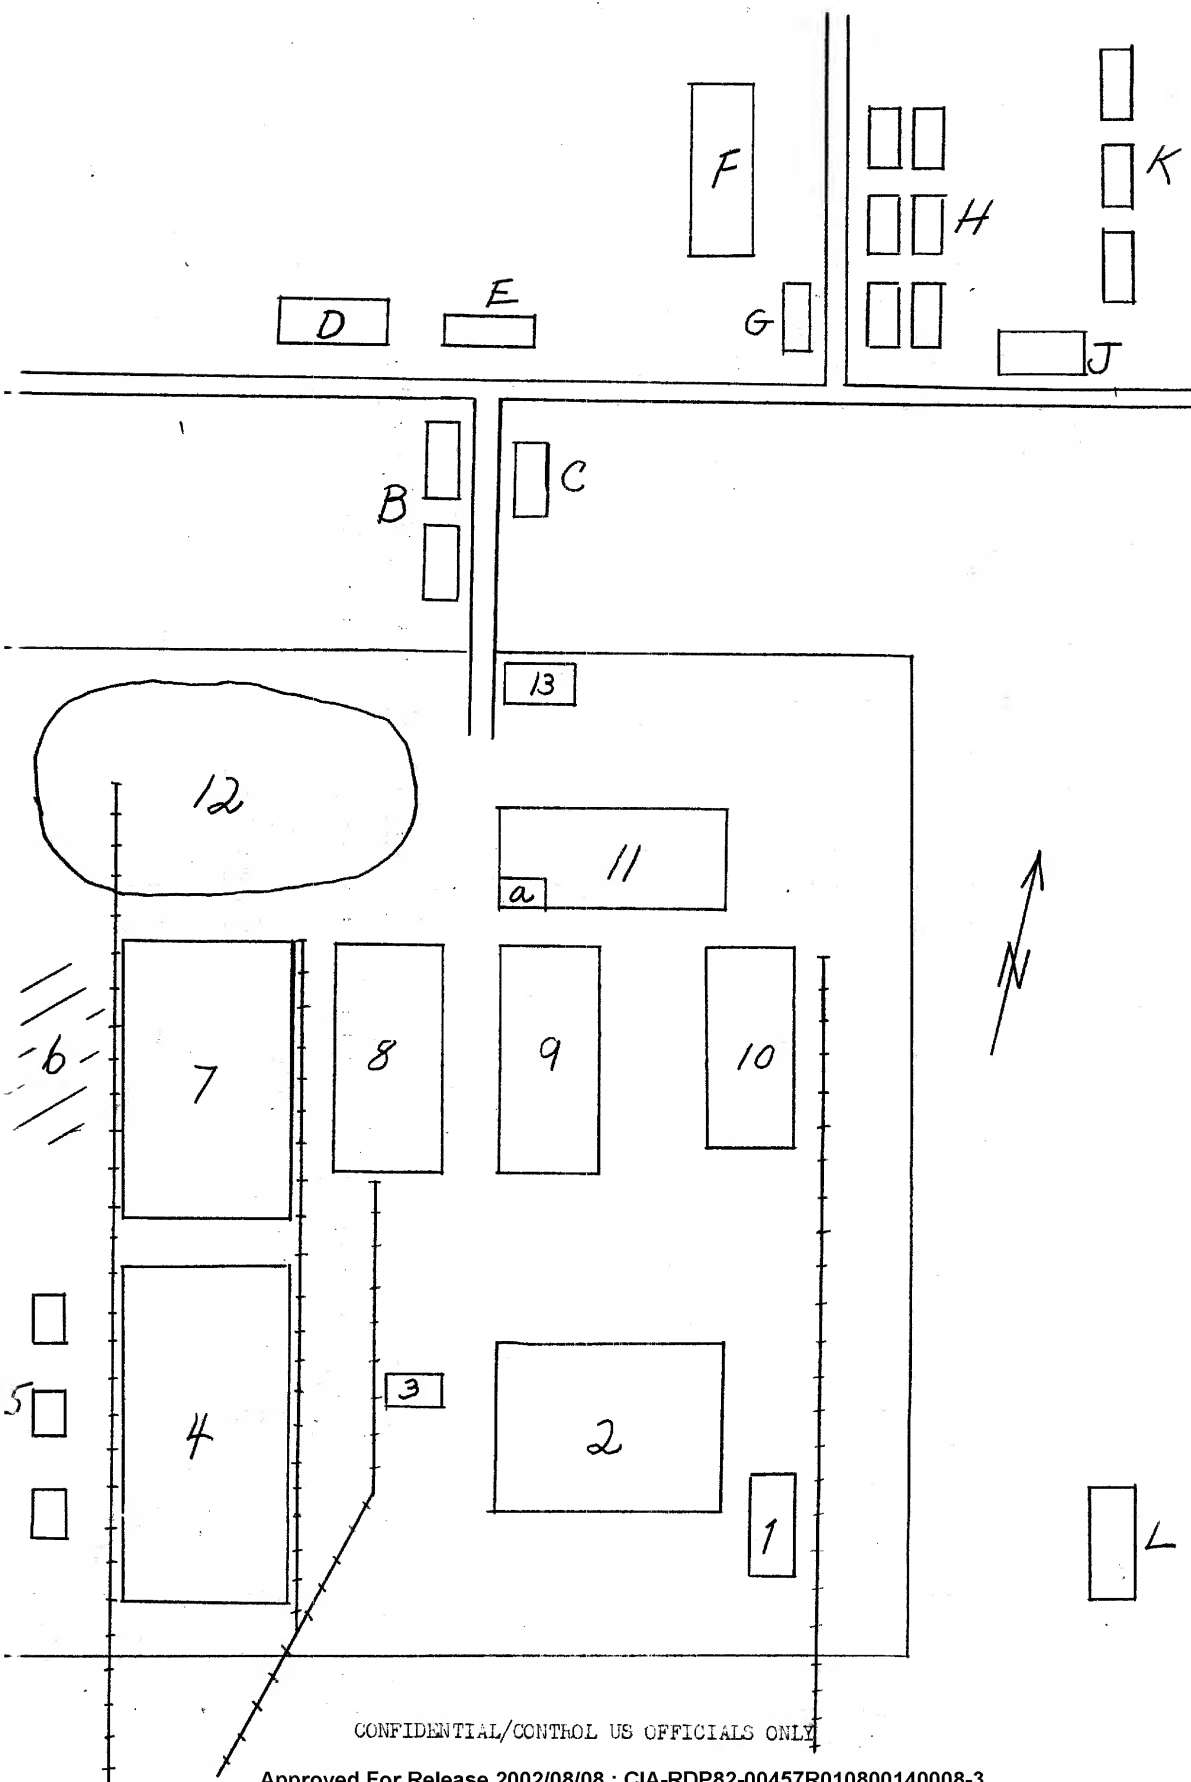 F
K
H
E
D
G
J
C
B
13
12
11
a
N
6
8
9
10
7
3
5
4
2
1
L
CONFIDENTIAL/CONTROL US OFFICIALS ONLY
Approved For Release 2002/08/08 : CIA-RDP82-00457R010800140008-3